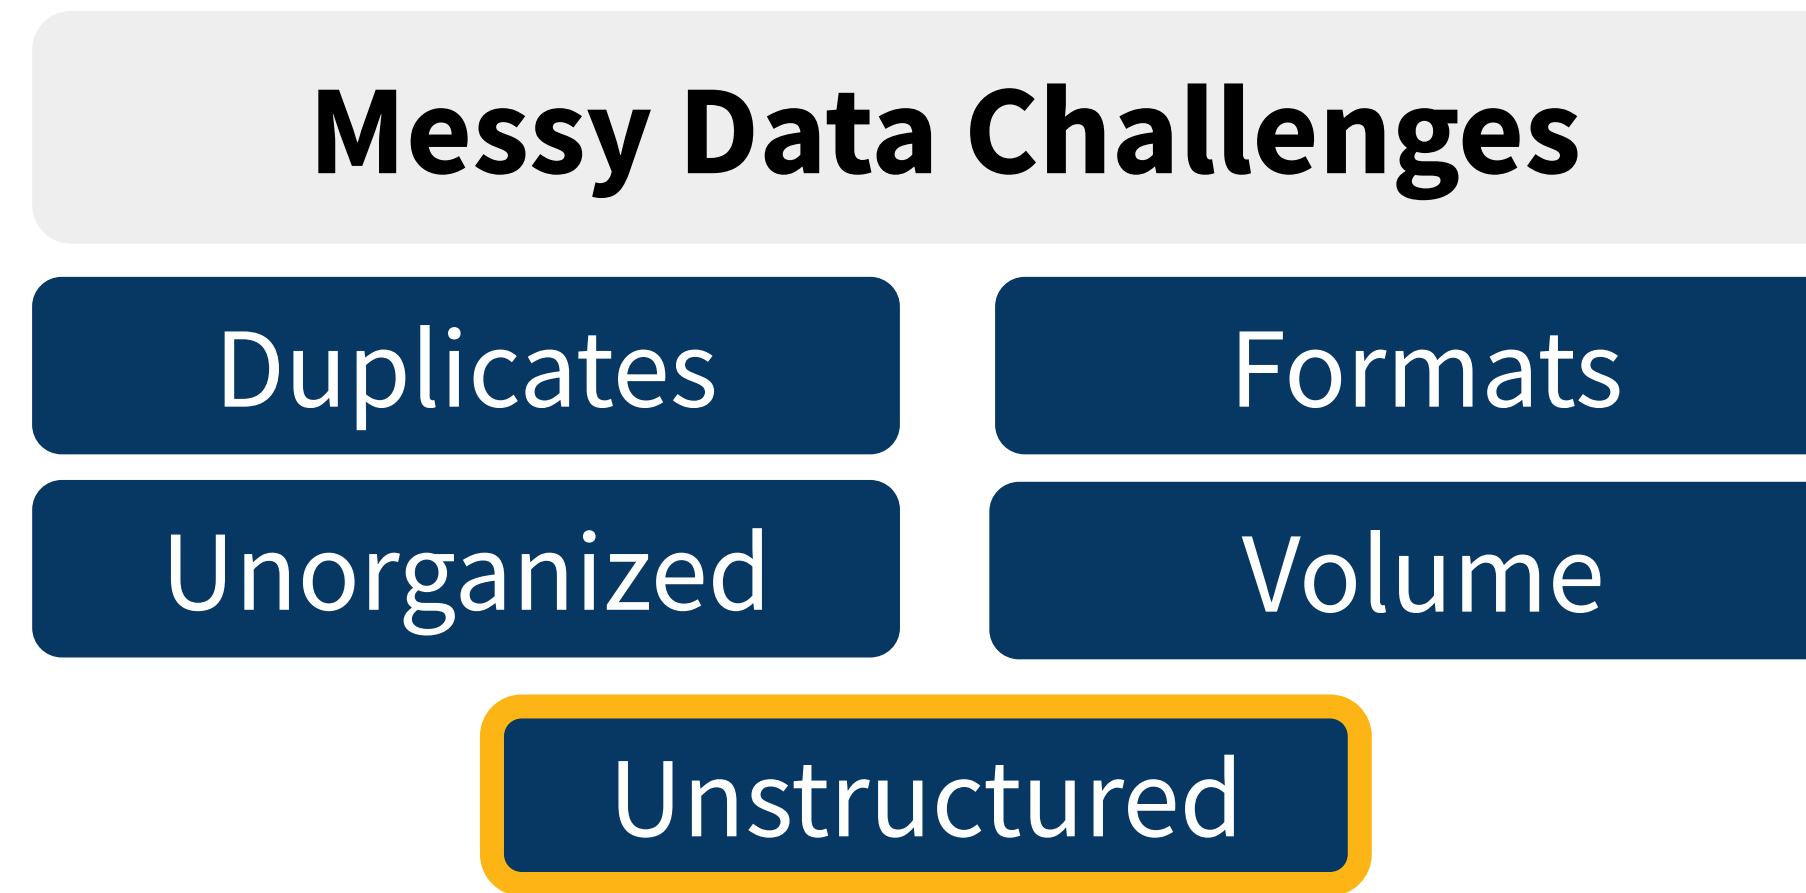 Messy Data Challenges
Duplicates
Formats
Unorganized
Volume
Unstructured